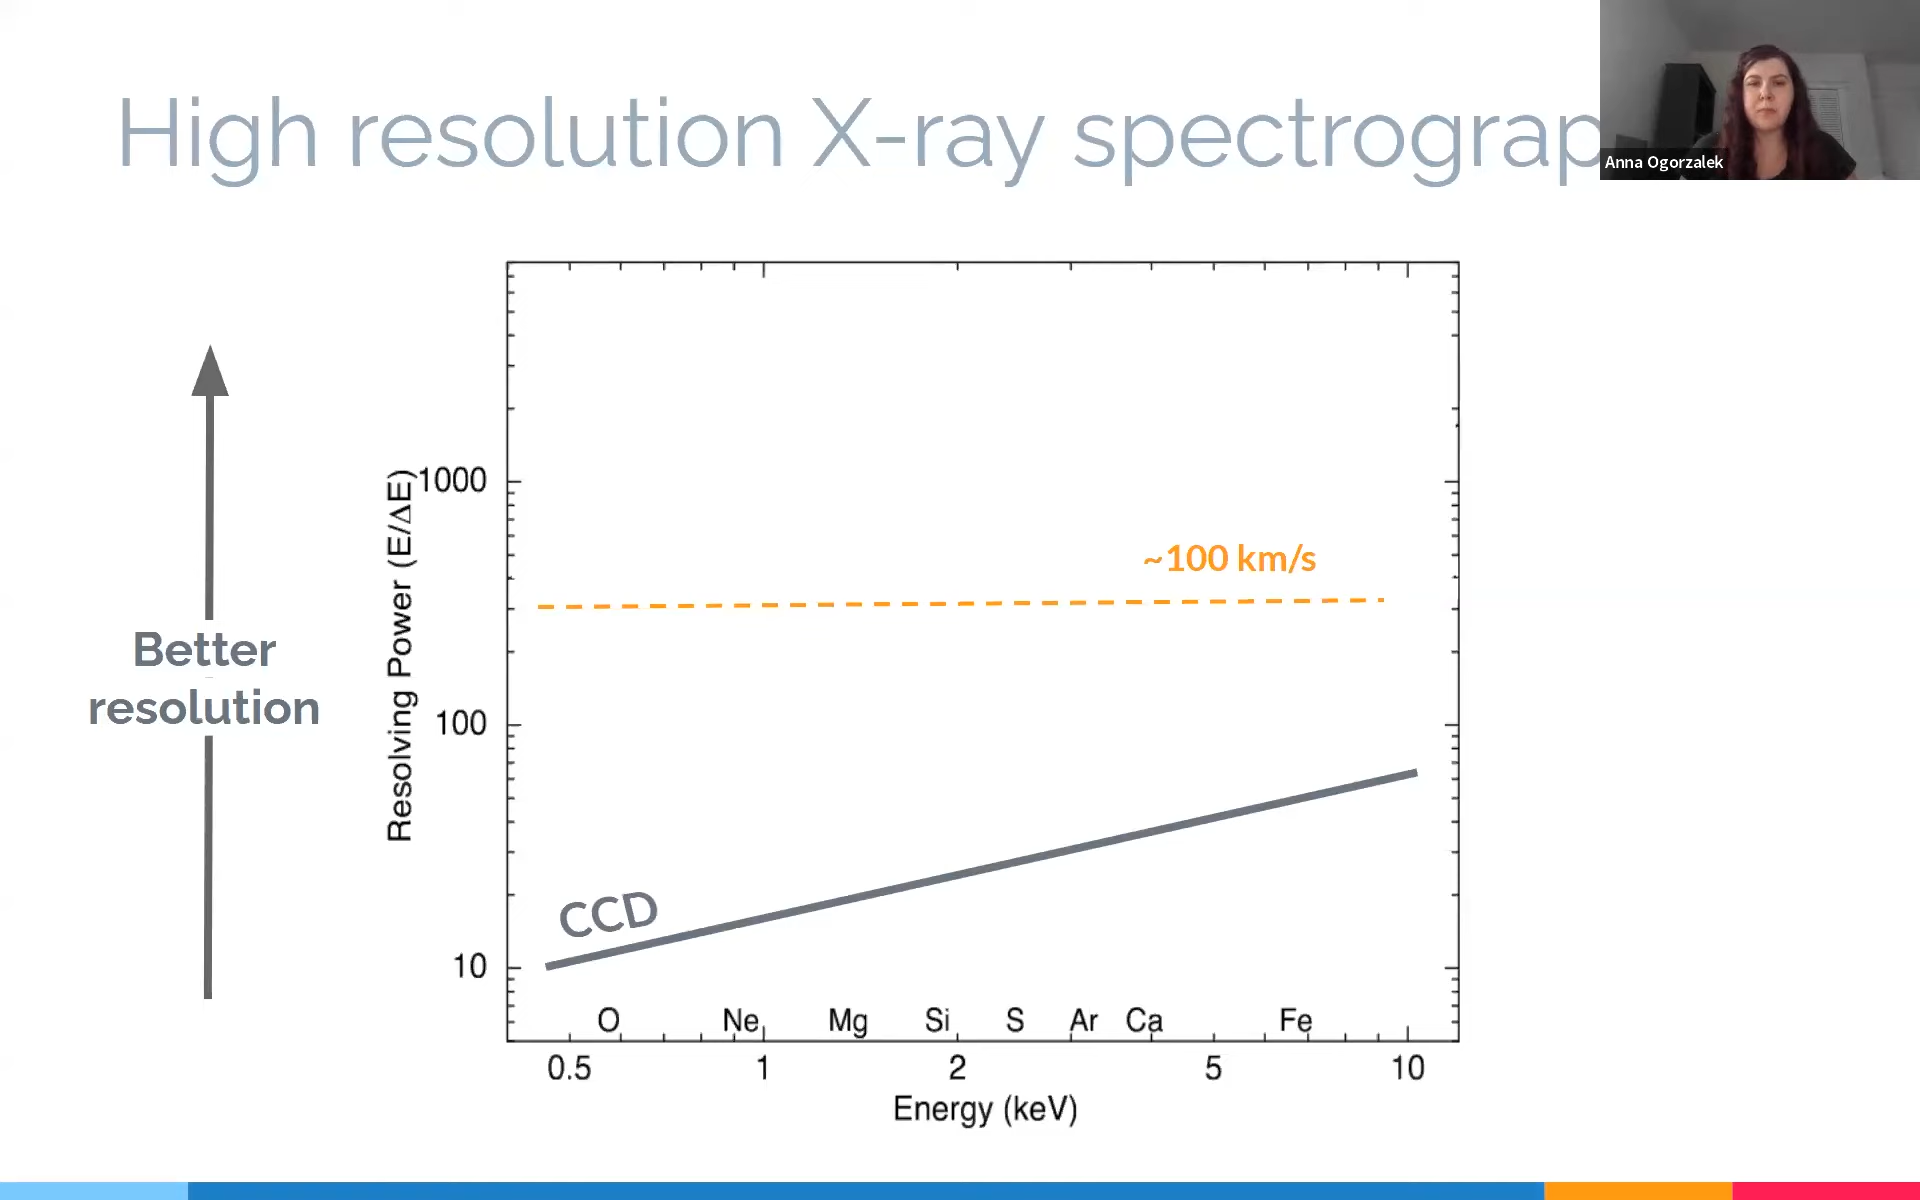 High resolution X-ray spectrograp
Anna Ogorzalek
Better
resolution
Resolving Power (E/ΔE)
1000
100
10
~100 km/s
CCD
O Ne Mg Si S Ar Ca Fe
0.5 1 2 5 10
Energy (keV)